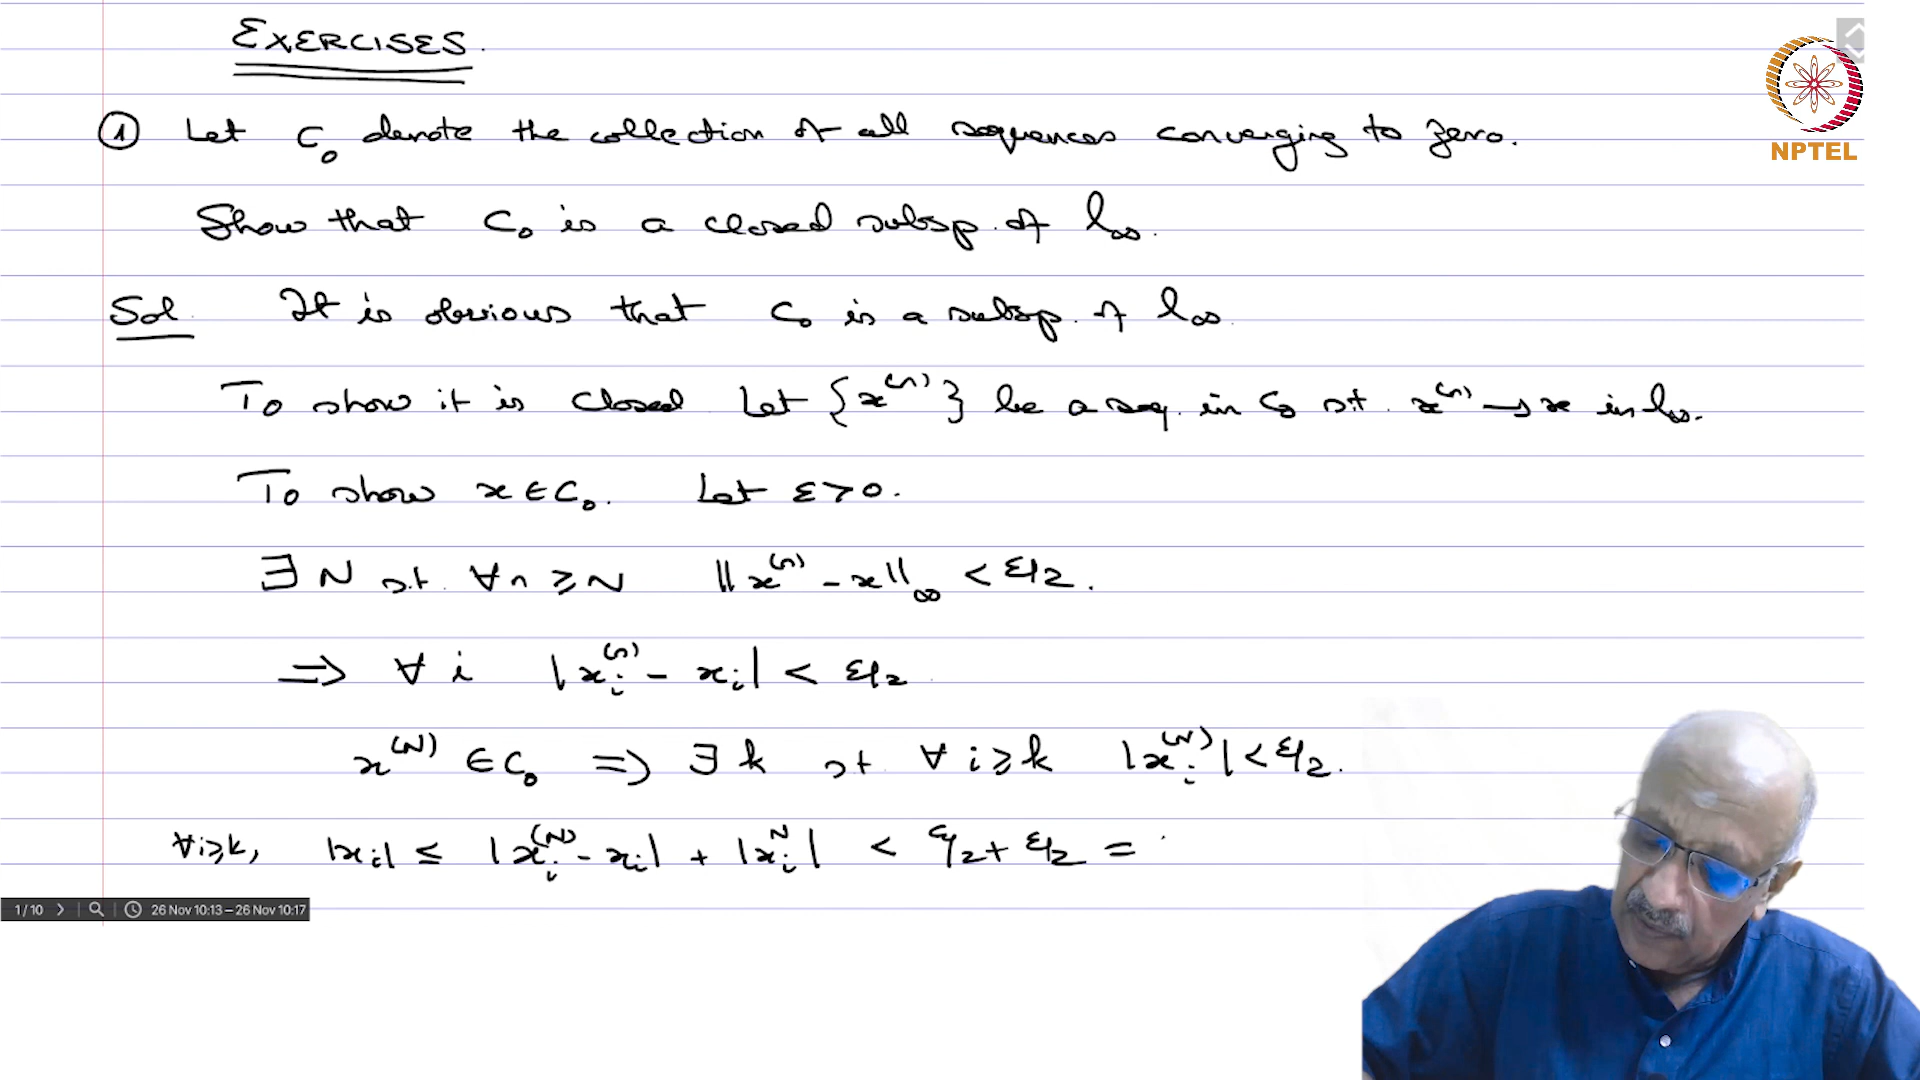 EXERCISES.
NPTEL
① Let C₀ denote the collection of all sequences converging to zero.
Show that C₀ is a closed subsp. of l∞.
Sol. It is obvious that C₀ is a subsp. of l∞.
To show it is closed Let {x⁽ⁿ⁾} be a seq. in C₀ s.t. x⁽ⁿ⁾ → x in l∞.
To show x ∈ C₀. Let ε > 0.
∃ N s.t. ∀ n ≥ N ‖x⁽ⁿ⁾ - x‖∞ < ε/2.
⇒ ∀ i |xᵢ⁽ⁿ⁾ - xᵢ| < ε/2
x⁽ᴺ⁾ ∈ C₀ ⇒ ∃ k s.t. ∀ i ≥ k |xᵢ⁽ᴺ⁾| < ε/2.
∀ i ≥ k, |xᵢ| ≤ |xᵢ⁽ᴺ⁾ - xᵢ| + |xᵢᴺ| < ε/2 + ε/2 =
1/10 26 Nov 10:13 – 26 Nov 10:17